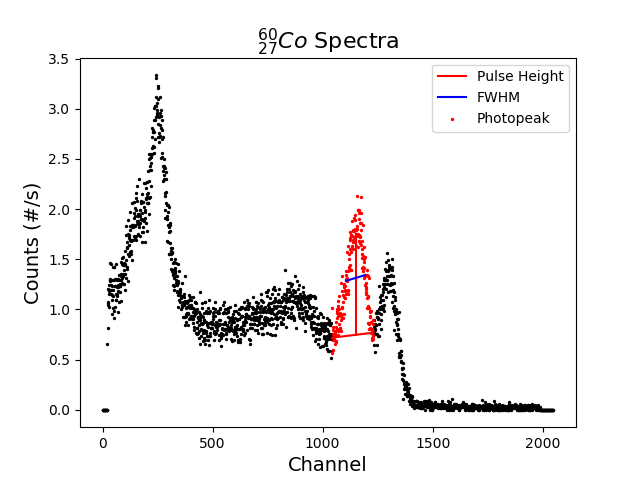 ⁶⁰₂₇Co Spectra
Pulse Height
FWHM
Photopeak
Counts (#/s)
3.5
3.0
2.5
2.0
1.5
1.0
0.5
0.0
0 500 1000 1500 2000
Channel